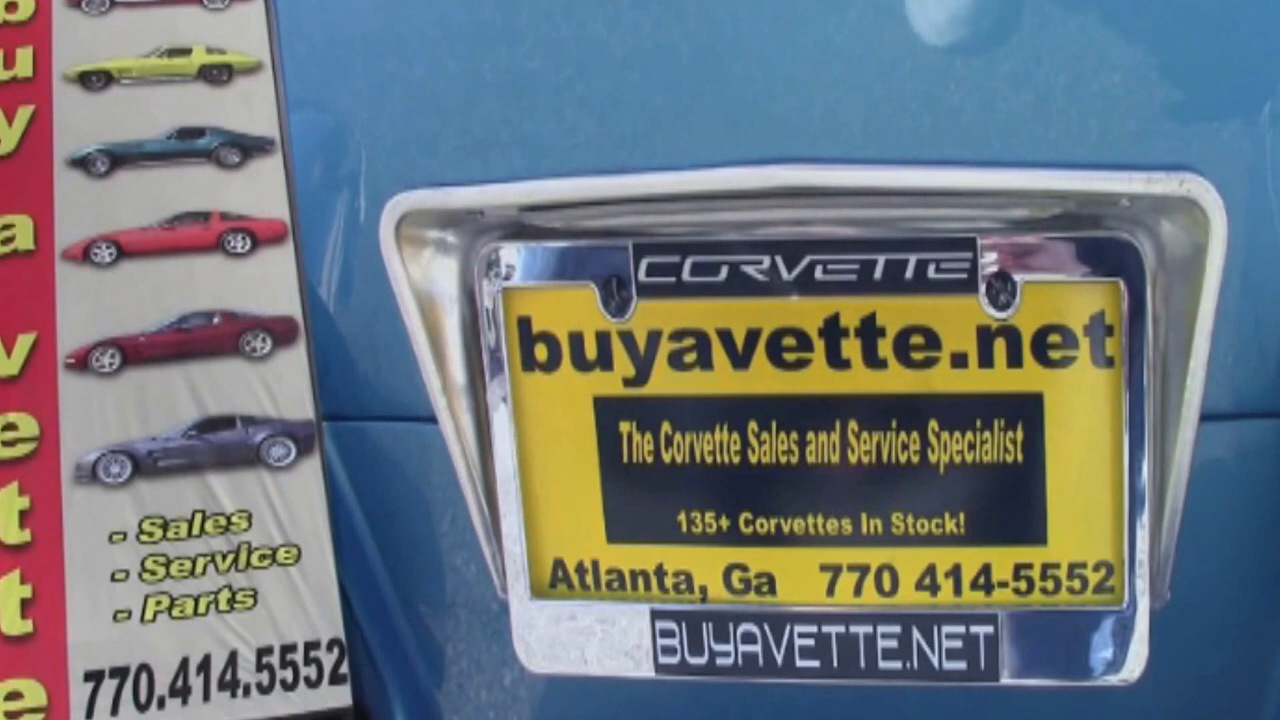 buyavette
- Sales
- Service
- Parts
770.414.5552
CORVETTE
buyavette.net
The Corvette Sales and Service Specialist
135+ Corvettes In Stock!
Atlanta, Ga 770 414-5552
BUYAVETTE.NET